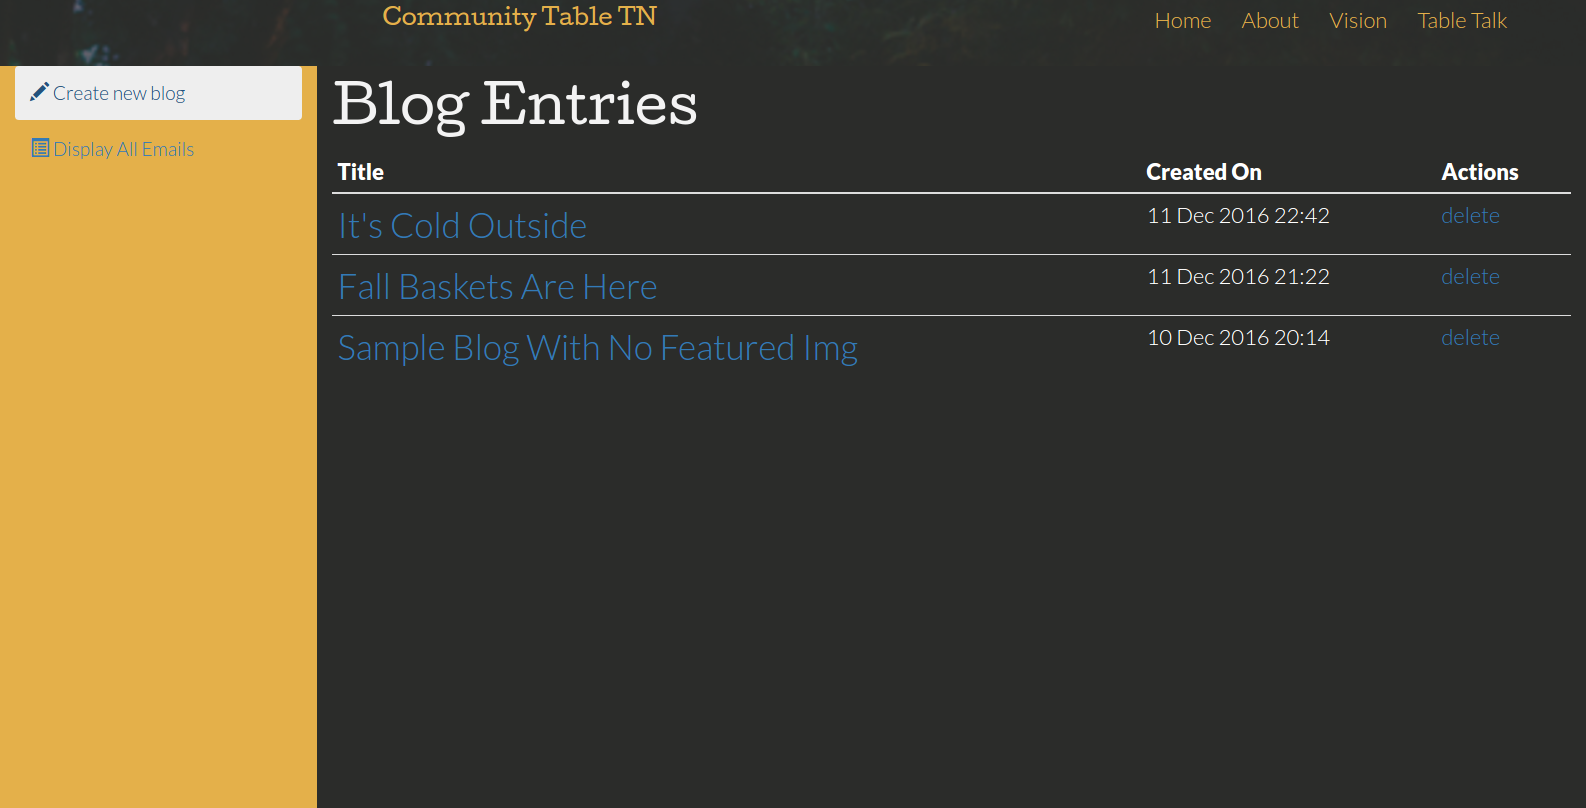 Community Table TN
Home About Vision Table Talk
Create new blog
Display All Emails
Blog Entries
Title Created On Actions
It's Cold Outside 11 Dec 2016 22:42 delete
Fall Baskets Are Here 11 Dec 2016 21:22 delete
Sample Blog With No Featured Img 10 Dec 2016 20:14 delete